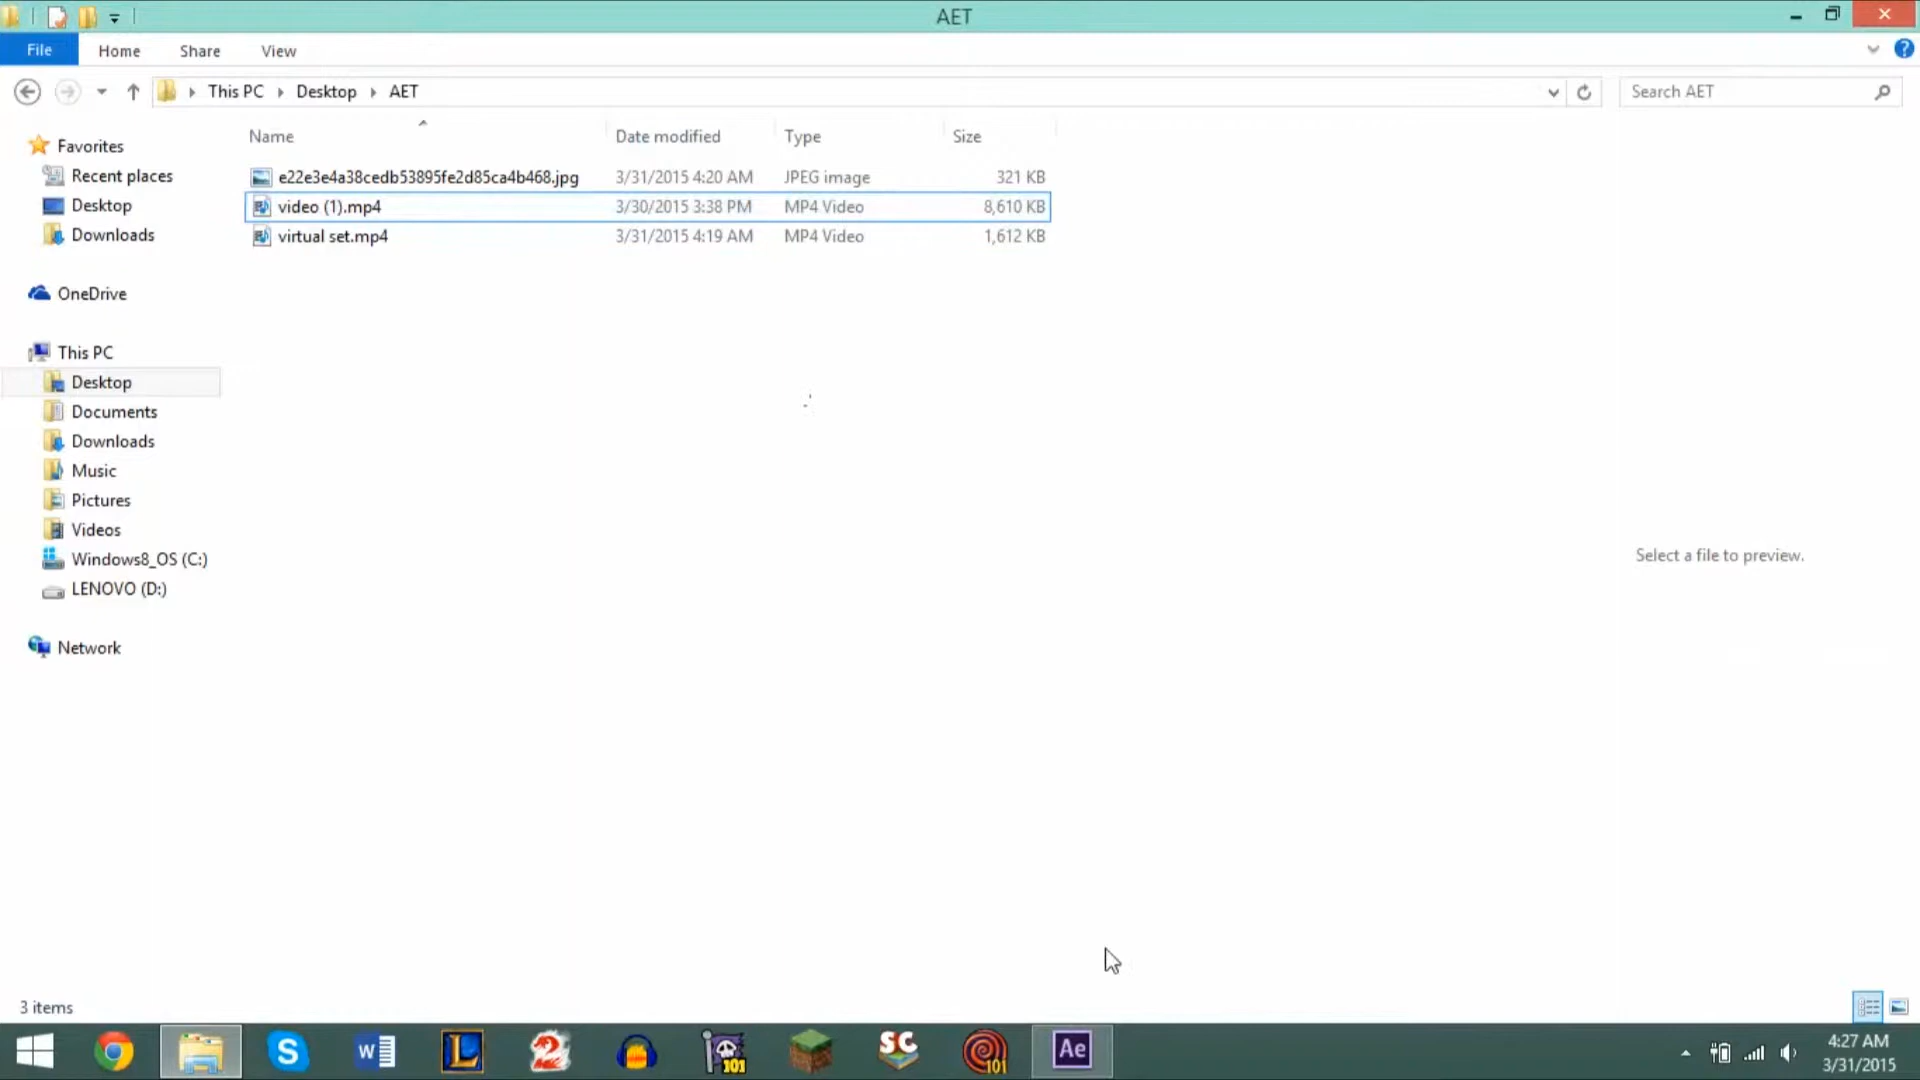 AET
File Home Share View
This PC Desktop AET
Search AET
Name Date modified Type Size
e22e3e4a38cedb53895fe2d85ca4b468.jpg 3/31/2015 4:20 AM JPEG image 321 KB
video (1).mp4 3/30/2015 3:38 PM MP4 Video 8,610 KB
virtual set.mp4 3/31/2015 4:19 AM MP4 Video 1,612 KB
Favorites
Recent places
Desktop
Downloads
OneDrive
This PC
Desktop
Documents
Downloads
Music
Pictures
Videos
Windows8_OS (C:)
LENOVO (D:)
Network
Select a file to preview.
3 items
S W L 2 101 SC 101 Ae
4:27 AM
3/31/2015